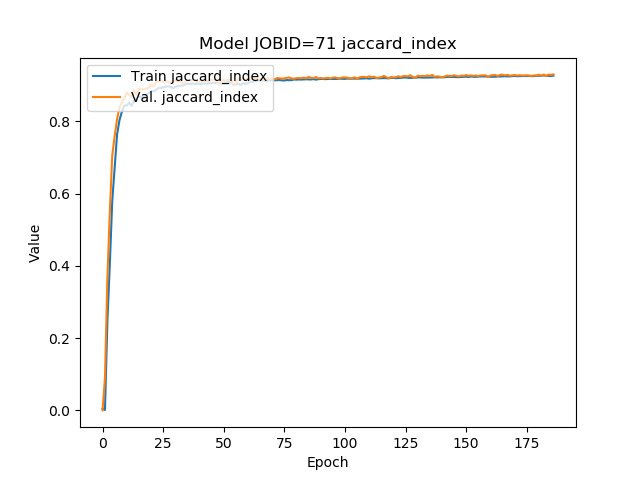 Model JOBID=71 jaccard_index
Train jaccard_index
Val. jaccard_index
0.8
0.6
0.4
0.2
0.0
Value
0 25 50 75 100 125 150 175
Epoch